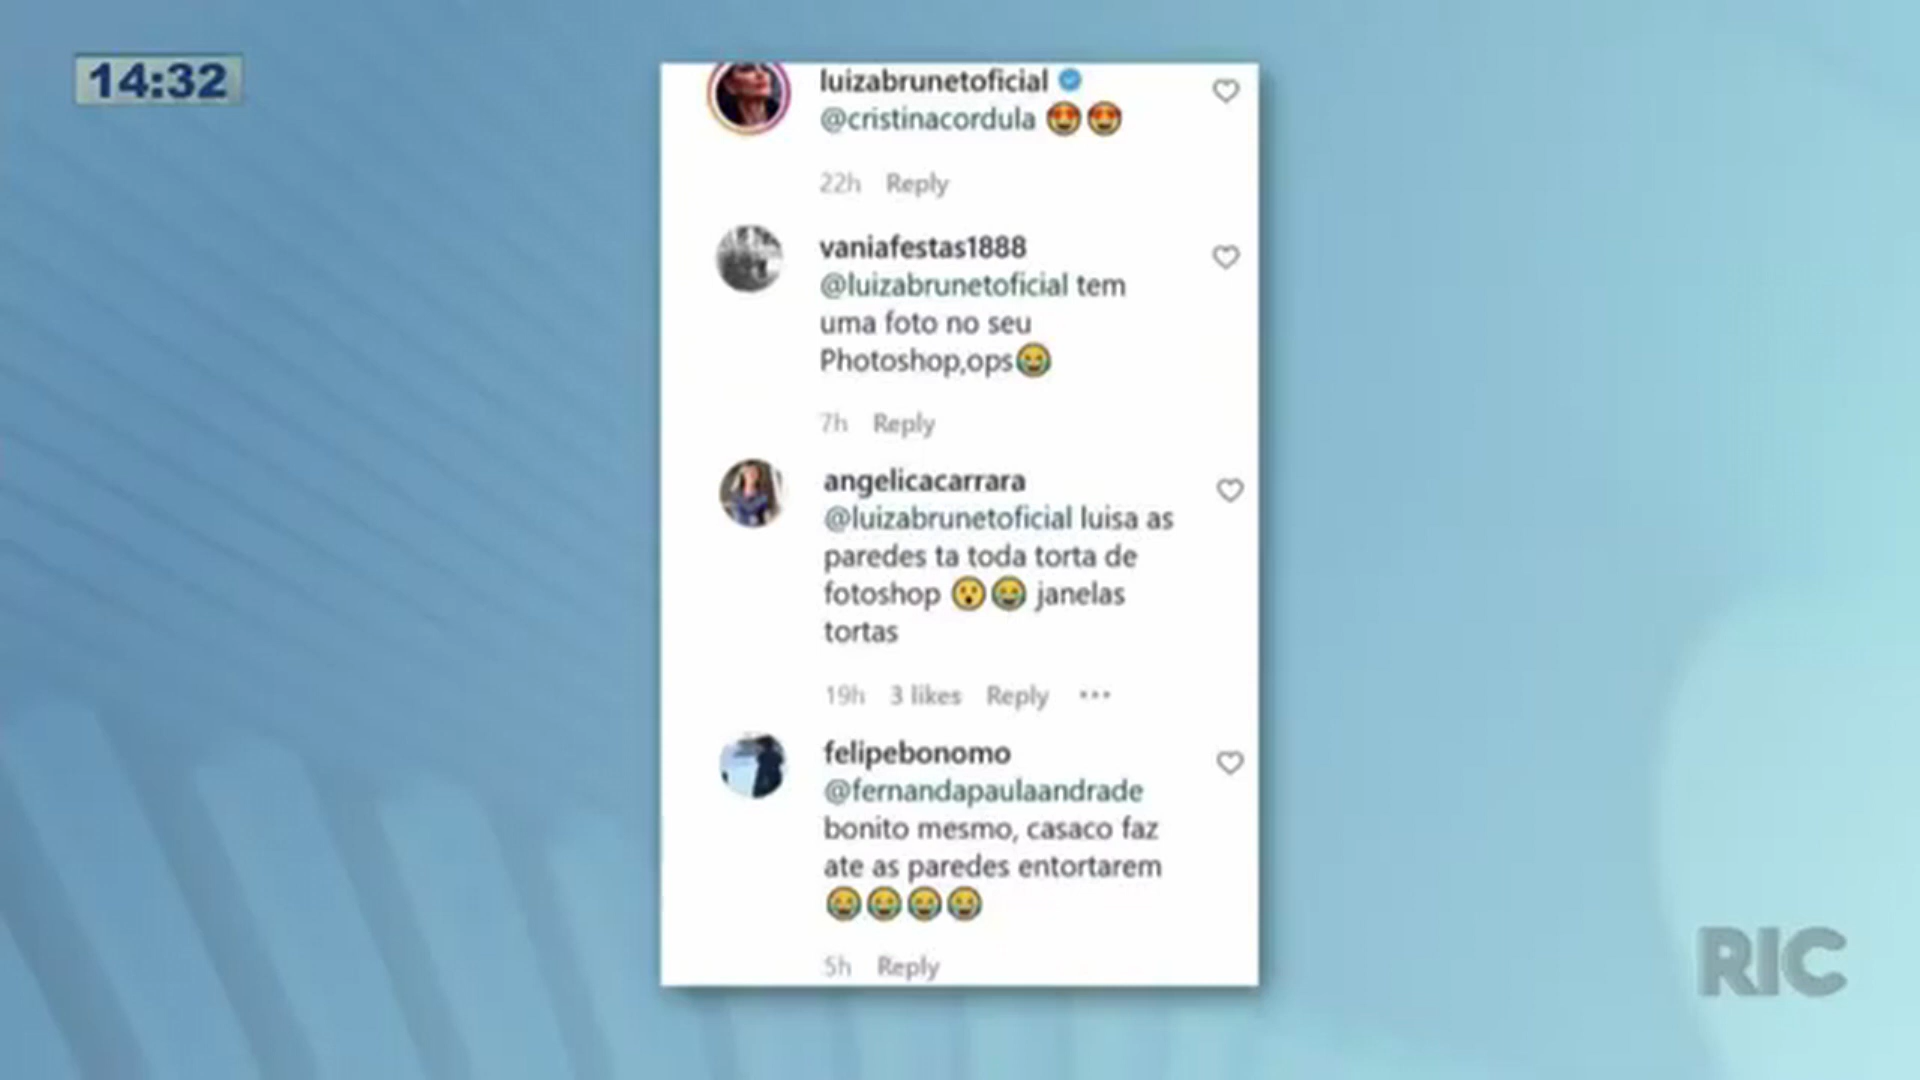 14:32
luizabrunetoficial
@cristinacordula 😍😍
22h Reply
vaniafestas1888
@luizabrunetoficial tem
uma foto no seu
Photoshop,ops😂
7h Reply
angelicacarrara
@luizabrunetoficial luisa as
paredes ta toda torta de
fotoshop 😮😂 janelas
tortas
19h 3 likes Reply ...
felipebonomo
@fernandapaulaandrade
bonito mesmo, casaco faz
ate as paredes entortarem
😂😂😂😂
5h Reply
RIC